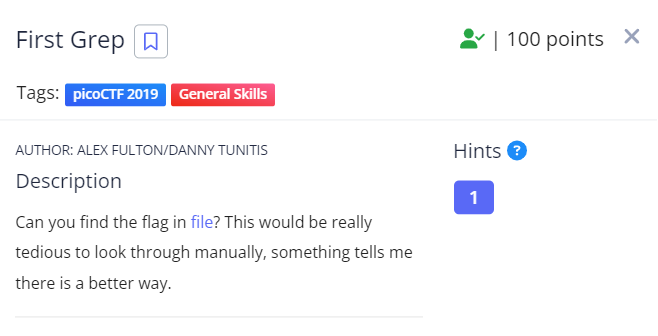 First Grep
| 100 points
Tags: picoCTF 2019 General Skills
AUTHOR: ALEX FULTON/DANNY TUNITIS
Hints ?
Description
1
Can you find the flag in file? This would be really
tedious to look through manually, something tells me
there is a better way.